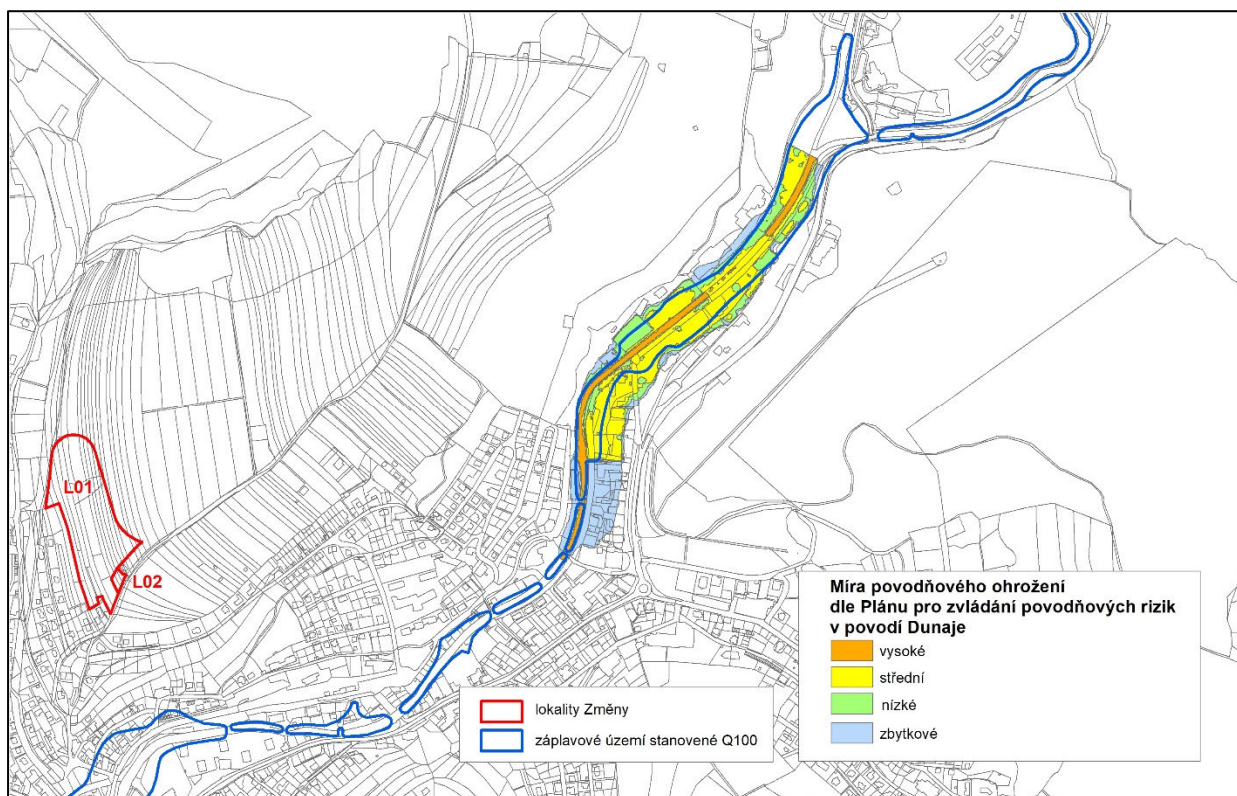 L01
L02
Míra povodňového ohrožení
dle Plánu pro zvládání povodňových rizik
v povodí Dunaje
vysoké
střední
nízké
zbytkové
lokality Změny
záplavové území stanovené Q100